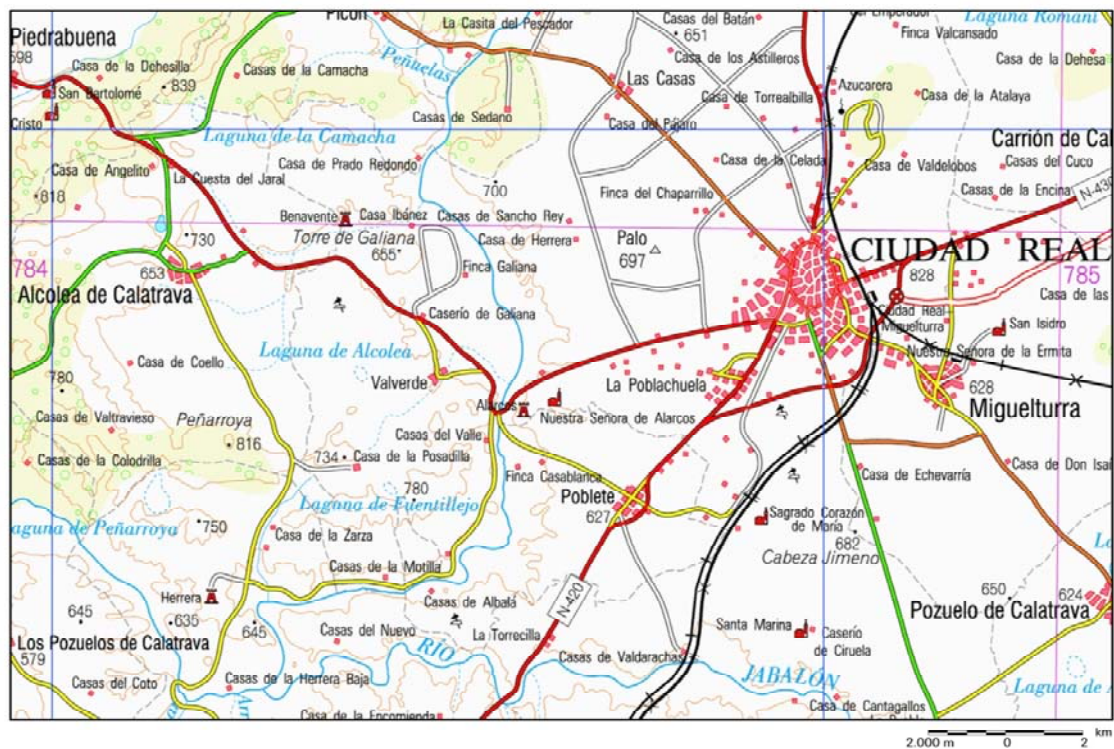 Picon
La Casita del Pescador
Casas del Batán
651
Laguna Romaní
Finca Valcansado
Piedrabuena
698
Casa de la Dehesilla
839
San Bartolomé
Cristo
Casas de la Camacha
Peñuelas
Casa de los Astilleros
Casa de la Dehesa
Las Casas
Azucarera
Casa de la Atalaya
Casas de Sedano
Casa de Torrealbilla
Casa del Pájaro
Laguna de la Camacha
Carrión de Cal
Casa de Angelito
La Cuesta del Jaral
Casa de Prado Redondo
Casa de la Celada
Casa de Valdelobos
Casas del Cuco
Casas de la Encina
N-430
818
700
Finca del Chaparrillo
Benavente
Casa Ibáñez
Casas de Sancho Rey
730
Torre de Galiana
655
Casa de Herrera
Palo
697
CIUDAD REAL
784
653
Alcolea de Calatrava
Finca Galiana
828
785
Casa de las
Caserío de Galiana
Ciudad Real
Miguelturra
San Isidro
Nuestra Señora de la Ermita
Laguna de Alcolea
Casa de Coello
780
Valverde
La Poblachuela
628
Miguelturra
Casas de Valtravieso
Peñarroya
Alarcos
Nuestra Señora de Alarcos
816
Casas del Valle
Casas de la Colodrilla
734
Casa de la Posadilla
Finca Casablanca
Casa de Echevarría
Casa de Don Isai
780
Poblete
627
Laguna de Fuentillejo
Laguna de Peñarroya
750
Casa de la Zarza
Sagrado Corazón
de María
682
Cabeza Jimeno
Casas de la Motilla
Herrera
645
635
645
Casas de Albalá
N-420
650
624
Pozuelo de Calatrava
Los Pozuelos de Calatrava
579
Casas del Nuevo
La Torrecilla
Santa Marina
Caserio
de Ciruela
RÍO
Casas de Valdarachas
JABALÓN
Casas del Coto
Casas de la Herrera Baja
Casa de la Encomienda
Casa de Cantagallos
Laguna de A
km
2.000 m 0 2